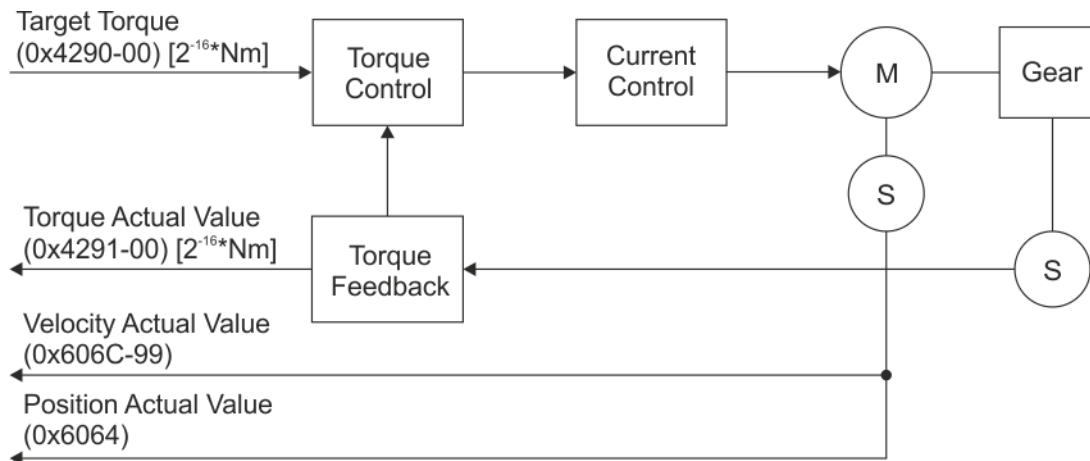 Target Torque
(0x4290-00) [2⁻¹⁶*Nm]
Torque
Control
Current
Control
M
Gear
S
Torque Actual Value
(0x4291-00) [2⁻¹⁶*Nm]
Torque
Feedback
S
Velocity Actual Value
(0x606C-99)
Position Actual Value
(0x6064)